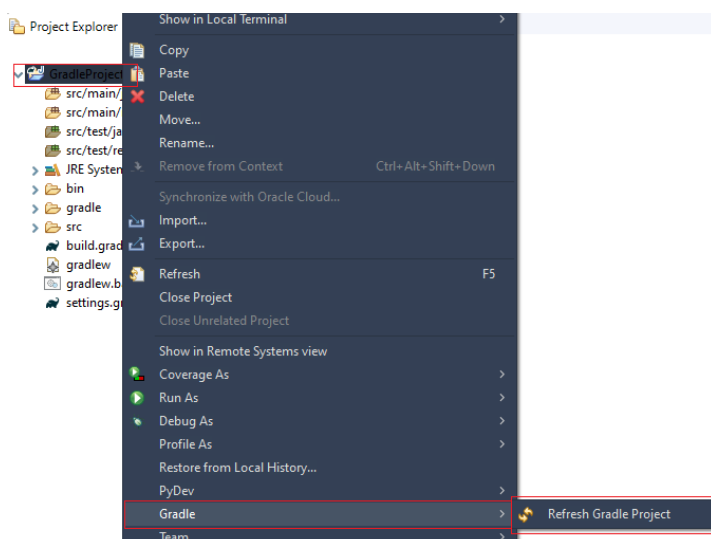 Project Explorer
GradleProject
src/main/
src/main/
src/test/ja
src/test/re
JRE System
bin
gradle
src
build.grad
gradlew
gradlew.b
settings.gr
Show in Local Terminal
Copy
Paste
Delete
Move...
Rename...
Remove from Context Ctrl+Alt+Shift+Down
Synchronize with Oracle Cloud...
Import...
Export...
Refresh F5
Close Project
Close Unrelated Project
Show in Remote Systems view
Coverage As
Run As
Debug As
Profile As
Restore from Local History...
PyDev
Gradle
Team
Refresh Gradle Project